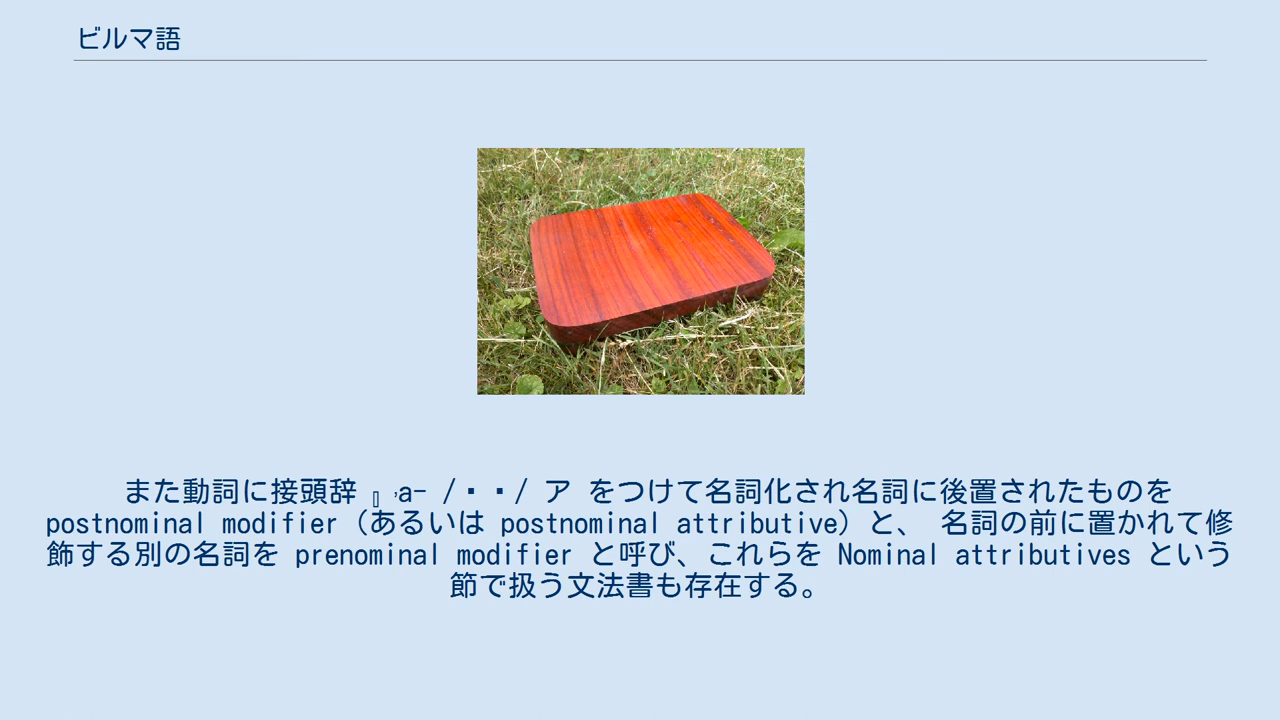 ビルマ語
また動詞に接頭辞 ʼa- /・・/ ア をつけて名詞化され名詞に後置されたものを
postnominal modifier（あるいは postnominal attributive）と、 名詞の前に置かれて修
飾する別の名詞を prenominal modifier と呼び、これらを Nominal attributives という
節で扱う文法書も存在する。